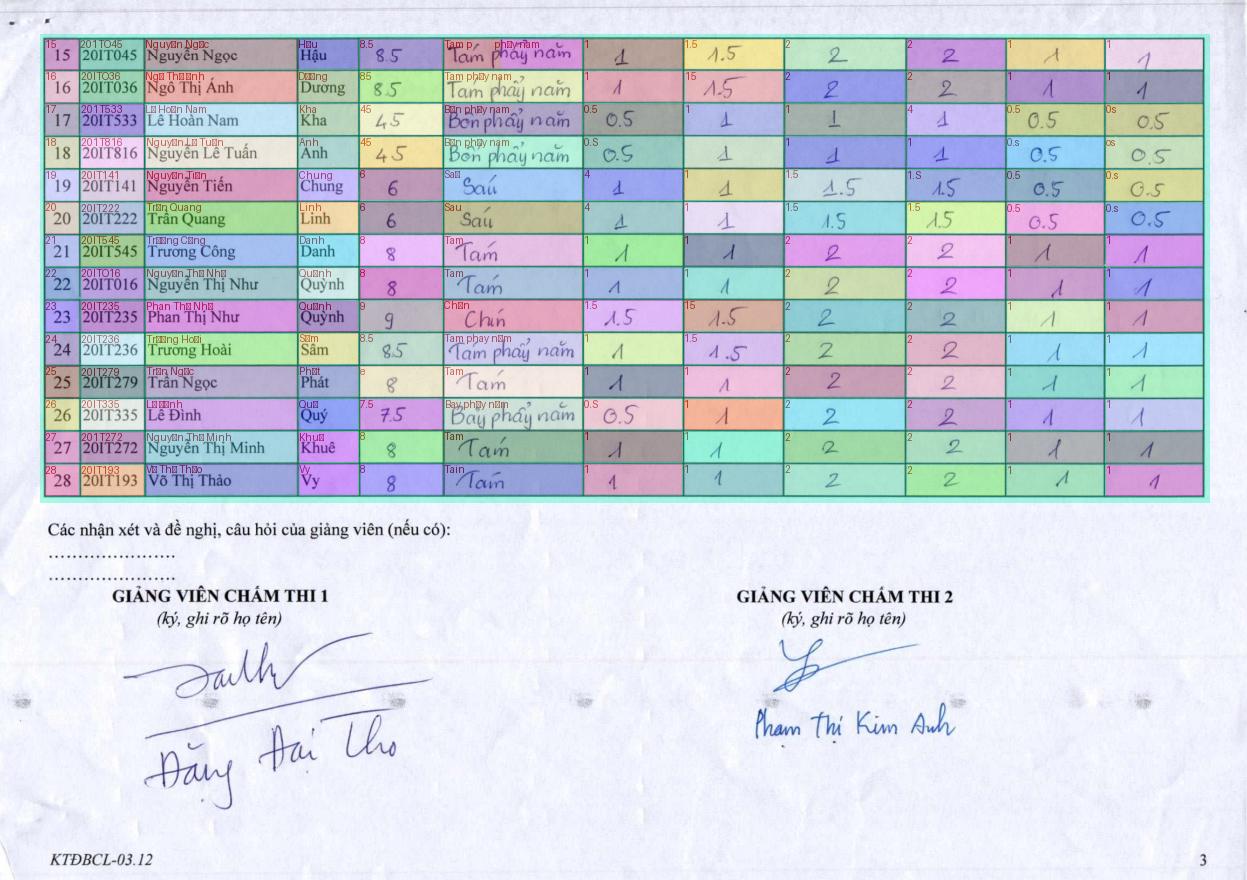 15 20IT045 Nguyễn Ngọc Hậu 8.5 Tám phẩy năm 1 1.5 2 2 1 1
16 20IT036 Ngô Thị Ánh Dương 8.5 Tám phẩy năm 1 1.5 2 2 1 1
17 20IT533 Lê Hoàn Nam Kha 4.5 Bốn phẩy năm 0.5 1 1 1 0.5 0.5
18 20IT816 Nguyễn Lê Tuấn Anh 4.5 Bốn phẩy năm 0.5 1 1 1 0.5 0.5
19 20IT141 Nguyễn Tiến Chung 6 Sáu 1 1 1.5 1.5 0.5 0.5
20 20IT222 Trần Quang Linh 6 Sáu 1 1 1.5 1.5 0.5 0.5
21 20IT545 Trương Công Danh 8 Tám 1 1 2 2 1 1
22 20IT016 Nguyễn Thị Như Quỳnh 8 Tám 1 1 2 2 1 1
23 20IT235 Phan Thị Như Quỳnh 9 Chín 1.5 1.5 2 2 1 1
24 20IT236 Trương Hoài Sâm 8.5 Tám phẩy năm 1 1.5 2 2 1 1
25 20IT279 Trần Ngọc Phát 8 Tám 1 1 2 2 1 1
26 20IT335 Lê Đình Quý 7.5 Bảy phẩy năm 0.5 1 2 2 1 1
27 20IT272 Nguyễn Thị Minh Khuê 8 Tám 1 1 2 2 1 1
28 20IT193 Võ Thị Thảo Vy 8 Tám 1 1 2 2 1 1
Các nhận xét và đề nghị, câu hỏi của giảng viên (nếu có):
........................
........................
GIẢNG VIÊN CHẤM THI 1 GIẢNG VIÊN CHẤM THI 2
(ký, ghi rõ họ tên) (ký, ghi rõ họ tên)
Đặng Đại Thọ Phạm Thị Kim Anh
KTĐBCL-03.12 3